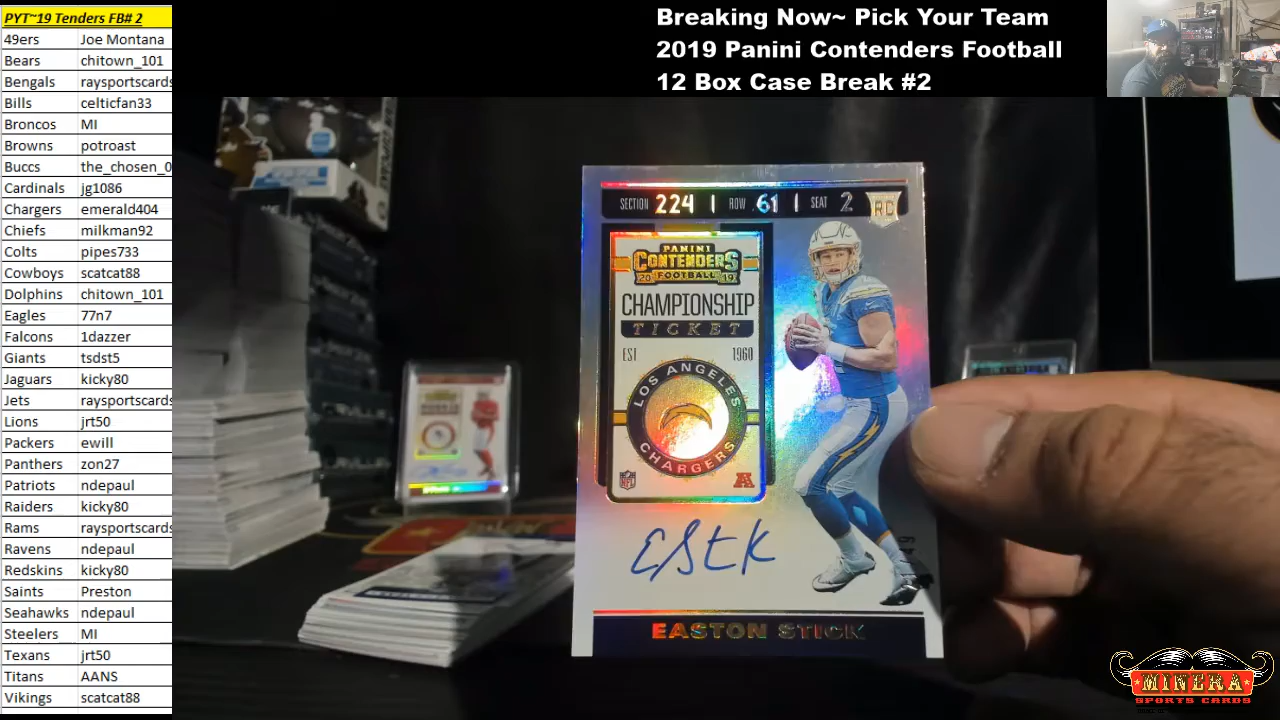 PYT~19 Tenders FB# 2
49ers Joe Montana
Bears chitown_101
Bengals raysportscards
Bills celticfan33
Broncos MI
Browns potroast
Buccs the_chosen_0
Cardinals jg1086
Chargers emerald404
Chiefs milkman92
Colts pipes733
Cowboys scatcat88
Dolphins chitown_101
Eagles 77n7
Falcons 1dazzer
Giants tsdst5
Jaguars kicky80
Jets raysportscards
Lions jrt50
Packers ewill
Panthers zon27
Patriots ndepaul
Raiders kicky80
Rams raysportscards
Ravens ndepaul
Redskins kicky80
Saints Preston
Seahawks ndepaul
Steelers MI
Texans jrt50
Titans AANS
Vikings scatcat88
Breaking Now~ Pick Your Team
2019 Panini Contenders Football
12 Box Case Break #2
SECTION 224 | ROW 61 | SEAT 2 RC
PANINI
CONTENDERS
20 FOOTBALL 19
CHAMPIONSHIP
TICKET
EST 1960
LOS ANGELES
CHARGERS
NFL A
E Stick
EASTON STICK
MINERA
SPORTS CARDS